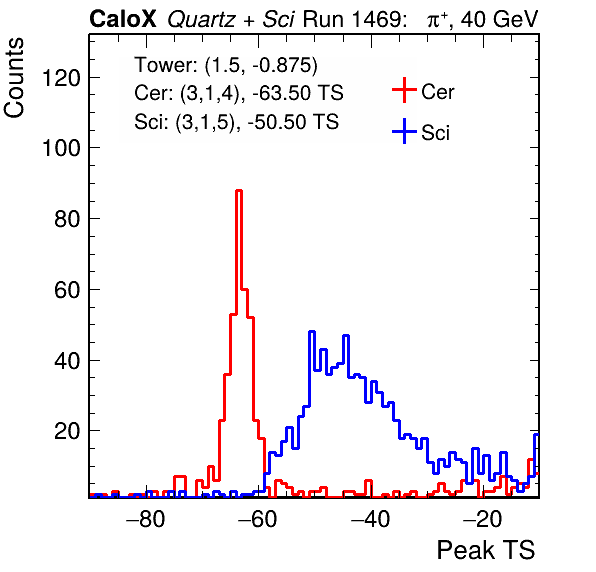 CaloX Quartz + Sci Run 1469: π⁺, 40 GeV
Counts
Tower: (1.5, -0.875)
Cer: (3,1,4), -63.50 TS
Sci: (3,1,5), -50.50 TS
Cer
Sci
120
100
80
60
40
20
−80 −60 −40 −20
Peak TS